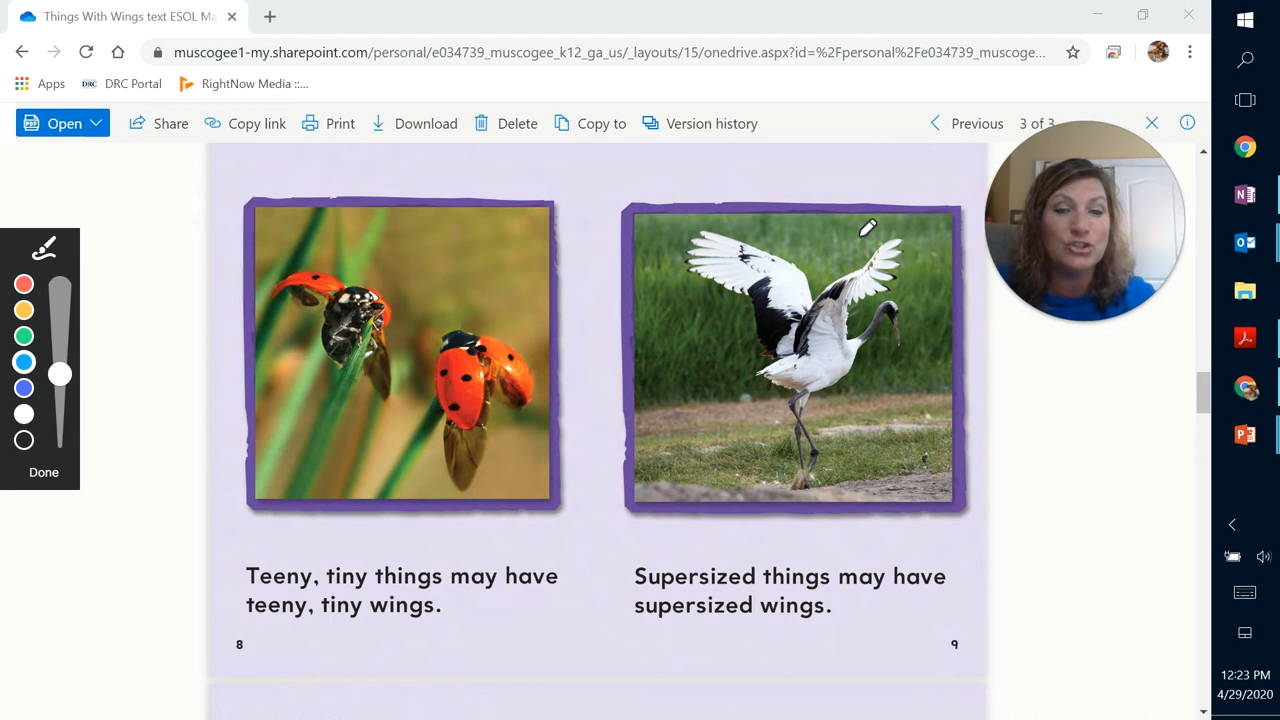 Things With Wings text ESOL Ma
muscogee1-my.sharepoint.com/personal/e034739_muscogee_k12_ga_us/_layouts/15/onedrive.aspx?id=%2Fpersonal%2Fe034739_muscoge...
Apps DRC DRC Portal RightNow Media ::...
PDF Open Share Copy link Print Download Delete Copy to Version history Previous 3 of 3
Done
Teeny, tiny things may have
teeny, tiny wings.
8
Supersized things may have
supersized wings.
9
12:23 PM
4/29/2020